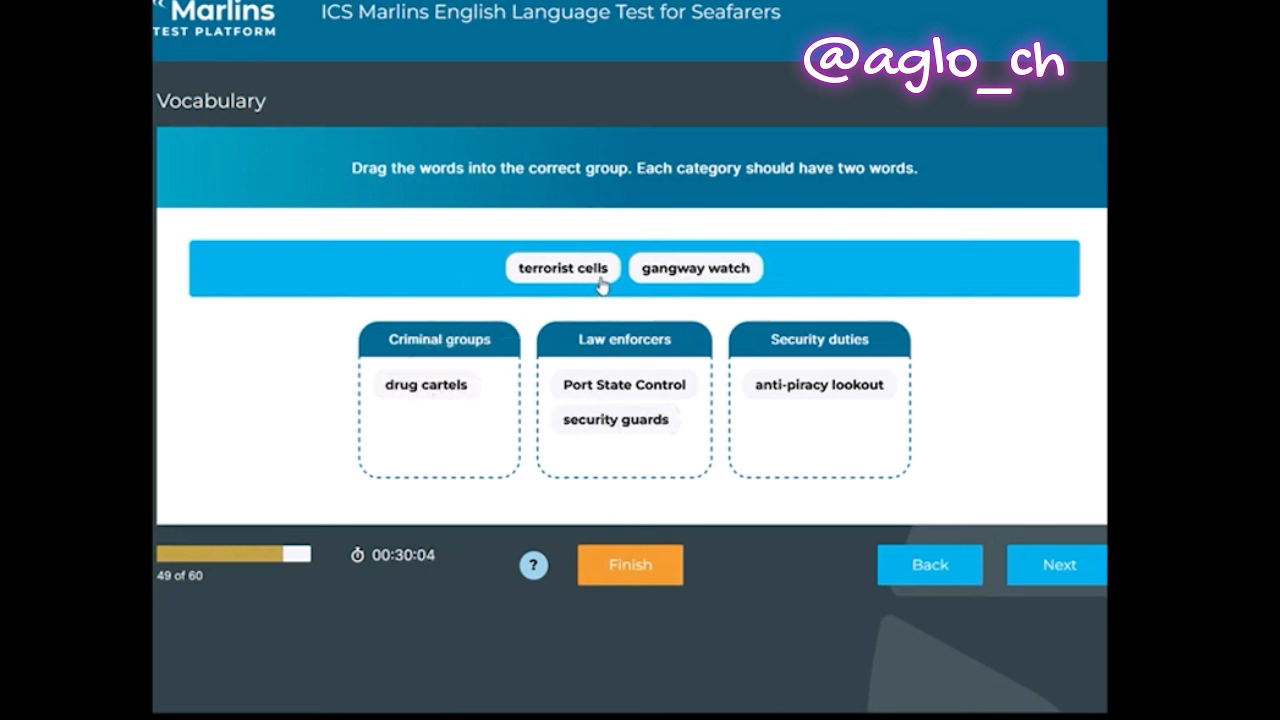 Marlins
TEST PLATFORM
ICS Marlins English Language Test for Seafarers
@aglo_ch
Vocabulary
Drag the words into the correct group. Each category should have two words.
terrorist cells
gangway watch
Criminal groups
Law enforcers
Security duties
drug cartels
Port State Control
anti-piracy lookout
security guards
00:30:04
?
Finish
Back
Next
49 of 60